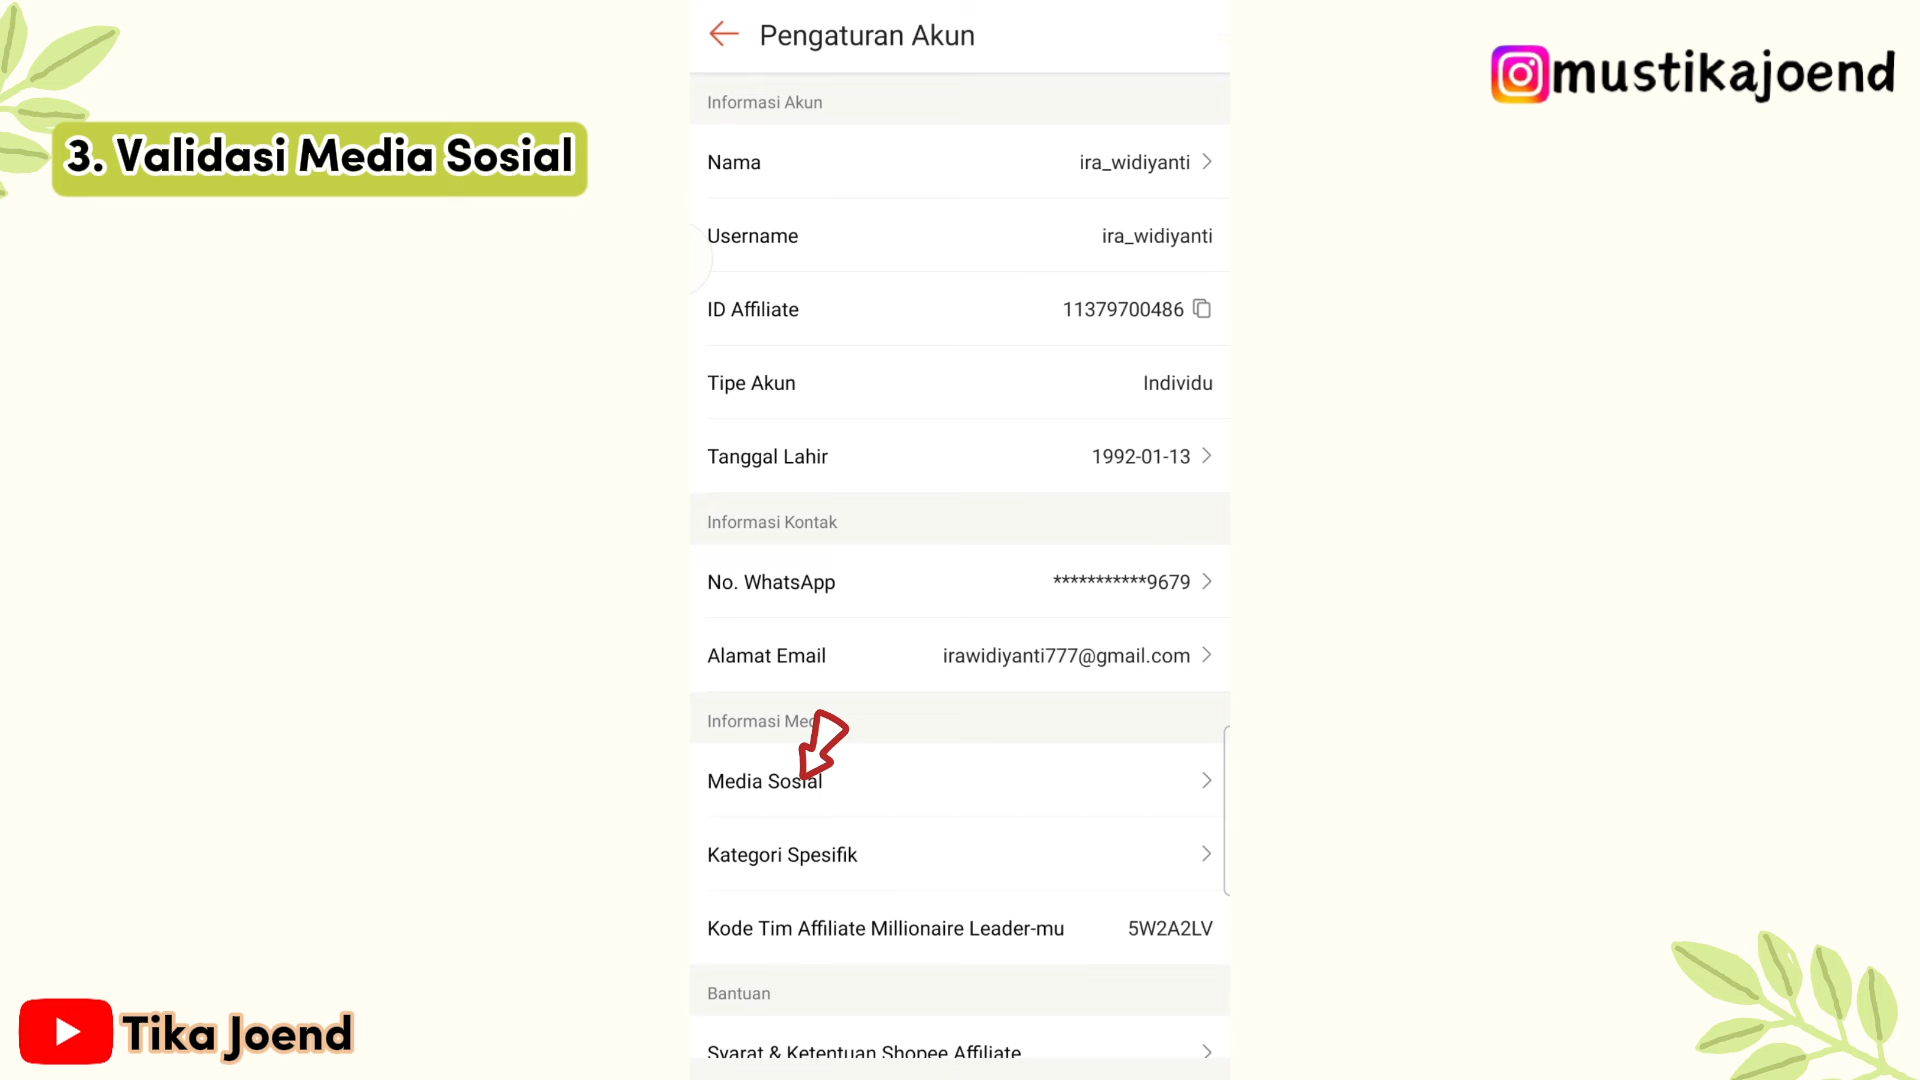 Pengaturan Akun
mustikajoend
Informasi Akun
3. Validasi Media Sosial
Nama ira_widiyanti
Username ira_widiyanti
ID Affiliate 11379700486
Tipe Akun Individu
Tanggal Lahir 1992-01-13
Informasi Kontak
No. WhatsApp ***********9679
Alamat Email irawidiyanti777@gmail.com
Informasi Med
Media Sosial
Kategori Spesifik
Kode Tim Affiliate Millionaire Leader-mu 5W2A2LV
Bantuan
Tika Joend
Syarat & Ketentuan Shopee Affiliate